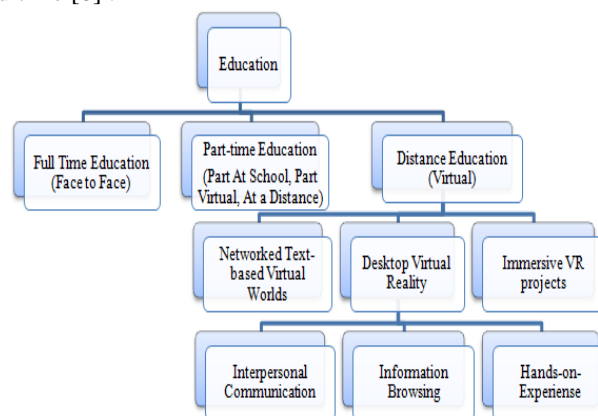 Education
Full Time Education
(Face to Face)
Part-time Education
(Part At School, Part
Virtual, At a Distance)
Distance Education
(Virtual)
Networked Text-
based Virtual
Worlds
Desktop Virtual
Reality
Immersive VR
projects
Interpersonal
Communication
Information
Browsing
Hands-on-
Experiense